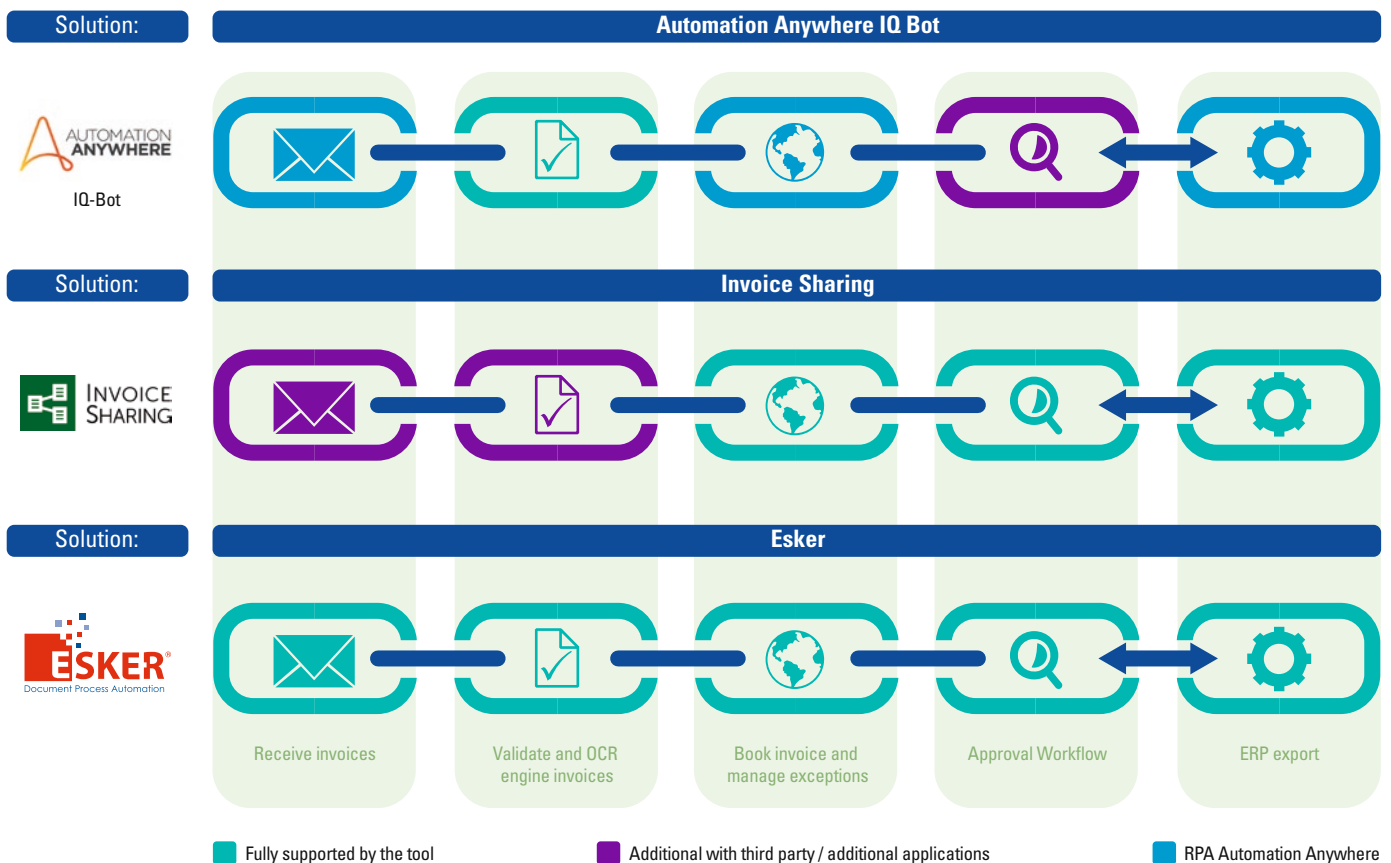 Solution:
Automation Anywhere IQ Bot
AUTOMATION
ANYWHERE
IQ-Bot
Solution:
Invoice Sharing
INVOICE
SHARING
Solution:
Esker
ESKER®
Document Process Automation
Receive invoices
Validate and OCR
engine invoices
Book invoice and
manage exceptions
Approval Workflow
ERP export
Fully supported by the tool
Additional with third party / additional applications
RPA Automation Anywhere